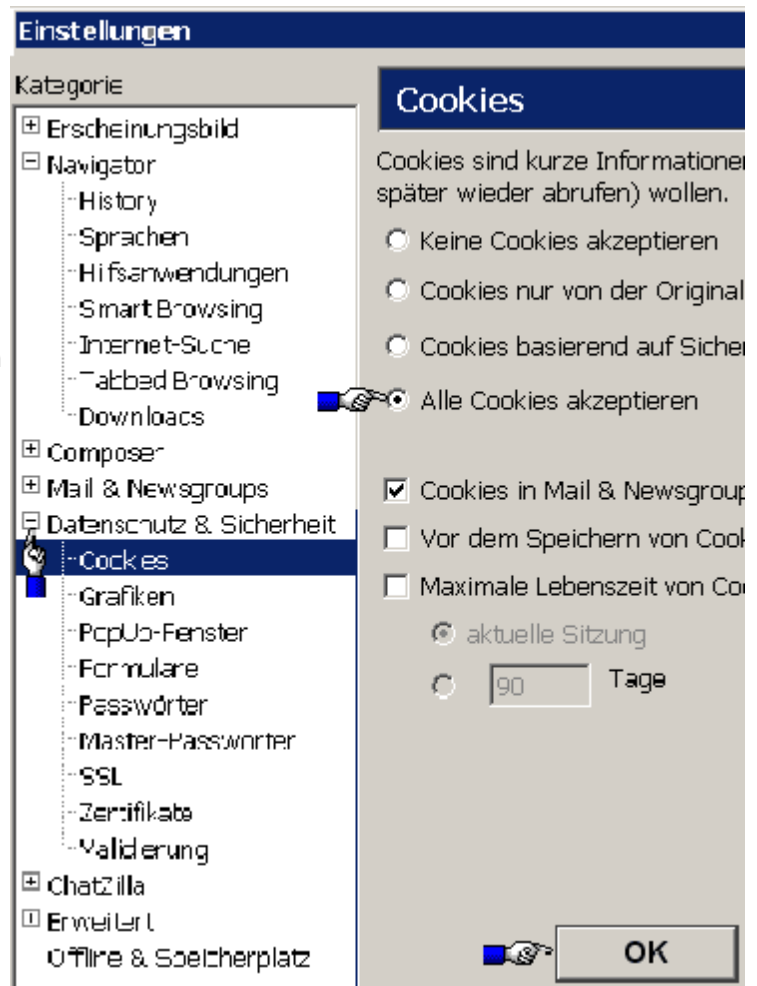 Einstellungen
Kategorie
Erscheinungsbild
Navigator
History
Sprachen
Hilfsanwendungen
Smart Browsing
Internet-Suche
Tabbed Browsing
Downloads
Composer
Mail & Newsgroups
Datenschutz & Sicherheit
Cookies
Grafiken
PopUp-Fenster
Formulare
Passwörter
Master-Passwörter
SSL
Zertifikate
Validierung
ChatZilla
Erweitert
Offline & Speicherplatz
Cookies
Cookies sind kurze Informatione
später wieder abrufen) wollen.
Keine Cookies akzeptieren
Cookies nur von der Original
Cookies basierend auf Siche
Alle Cookies akzeptieren
Cookies in Mail & Newsgroup
Vor dem Speichern von Cook
Maximale Lebenszeit von Co
aktuelle Sitzung
90 Tage
OK